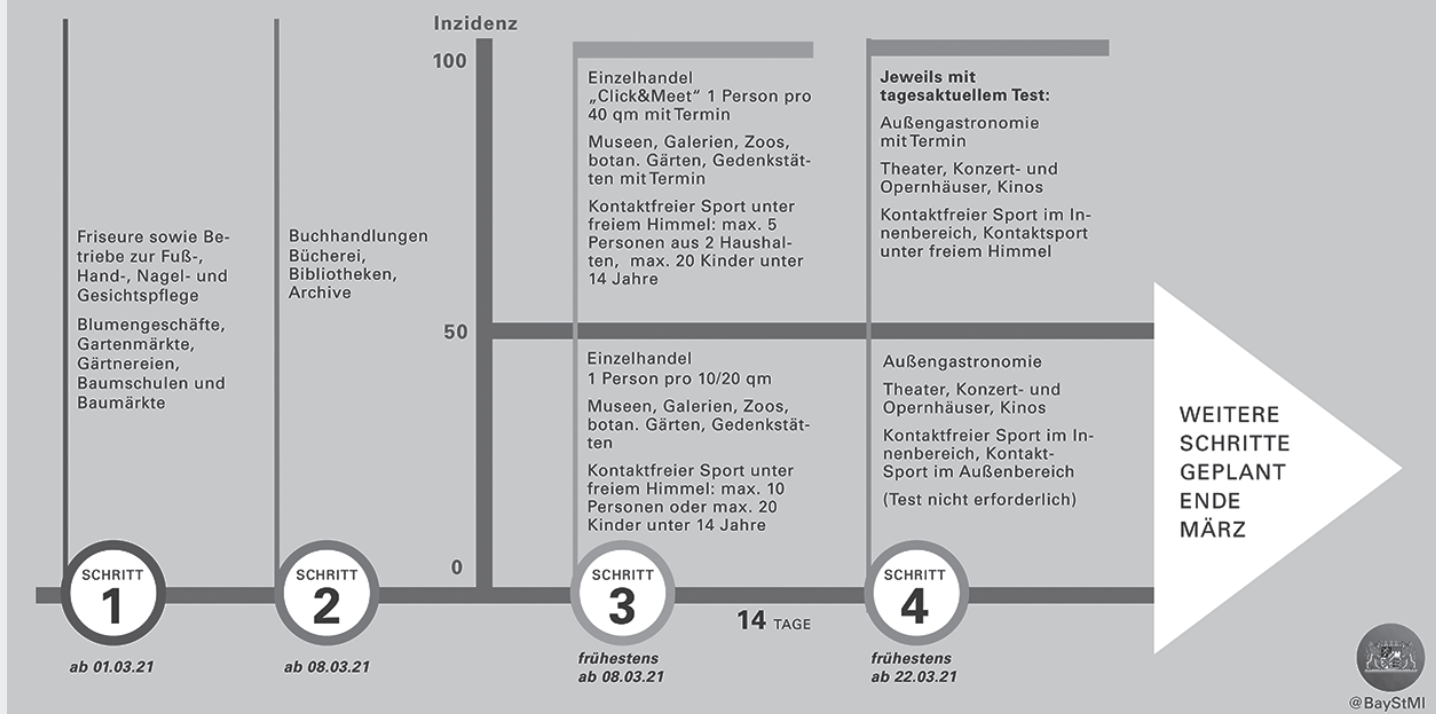 Inzidenz
100
50
0
Friseure sowie Be-
triebe zur Fuß-,
Hand-, Nagel- und
Gesichtspflege
Blumengeschäfte,
Gartenmärkte,
Gärtnereien,
Baumschulen und
Baumärkte
Buchhandlungen
Bücherei,
Bibliotheken,
Archive
Einzelhandel
„Click&Meet“ 1 Person pro
40 qm mit Termin
Museen, Galerien, Zoos,
botan. Gärten, Gedenkstät-
ten mit Termin
Kontaktfreier Sport unter
freiem Himmel: max. 5
Personen aus 2 Haushal-
ten, max. 20 Kinder unter
14 Jahre
Jeweils mit
tagesaktuellem Test:
Außengastronomie
mit Termin
Theater, Konzert- und
Opernhäuser, Kinos
Kontaktfreier Sport im In-
nenbereich, Kontaktsport
unter freiem Himmel
Einzelhandel
1 Person pro 10/20 qm
Museen, Galerien, Zoos,
botan. Gärten, Gedenkstät-
ten
Kontaktfreier Sport unter
freiem Himmel: max. 10
Personen oder max. 20
Kinder unter 14 Jahre
Außengastronomie
Theater, Konzert- und
Opernhäuser, Kinos
Kontaktfreier Sport im In-
nenbereich, Kontakt-
Sport im Außenbereich
(Test nicht erforderlich)
WEITERE
SCHRITTE
GEPLANT
ENDE
MÄRZ
SCHRITT
1
ab 01.03.21
SCHRITT
2
ab 08.03.21
SCHRITT
3
frühestens
ab 08.03.21
14 TAGE
SCHRITT
4
frühestens
ab 22.03.21
@BayStMI